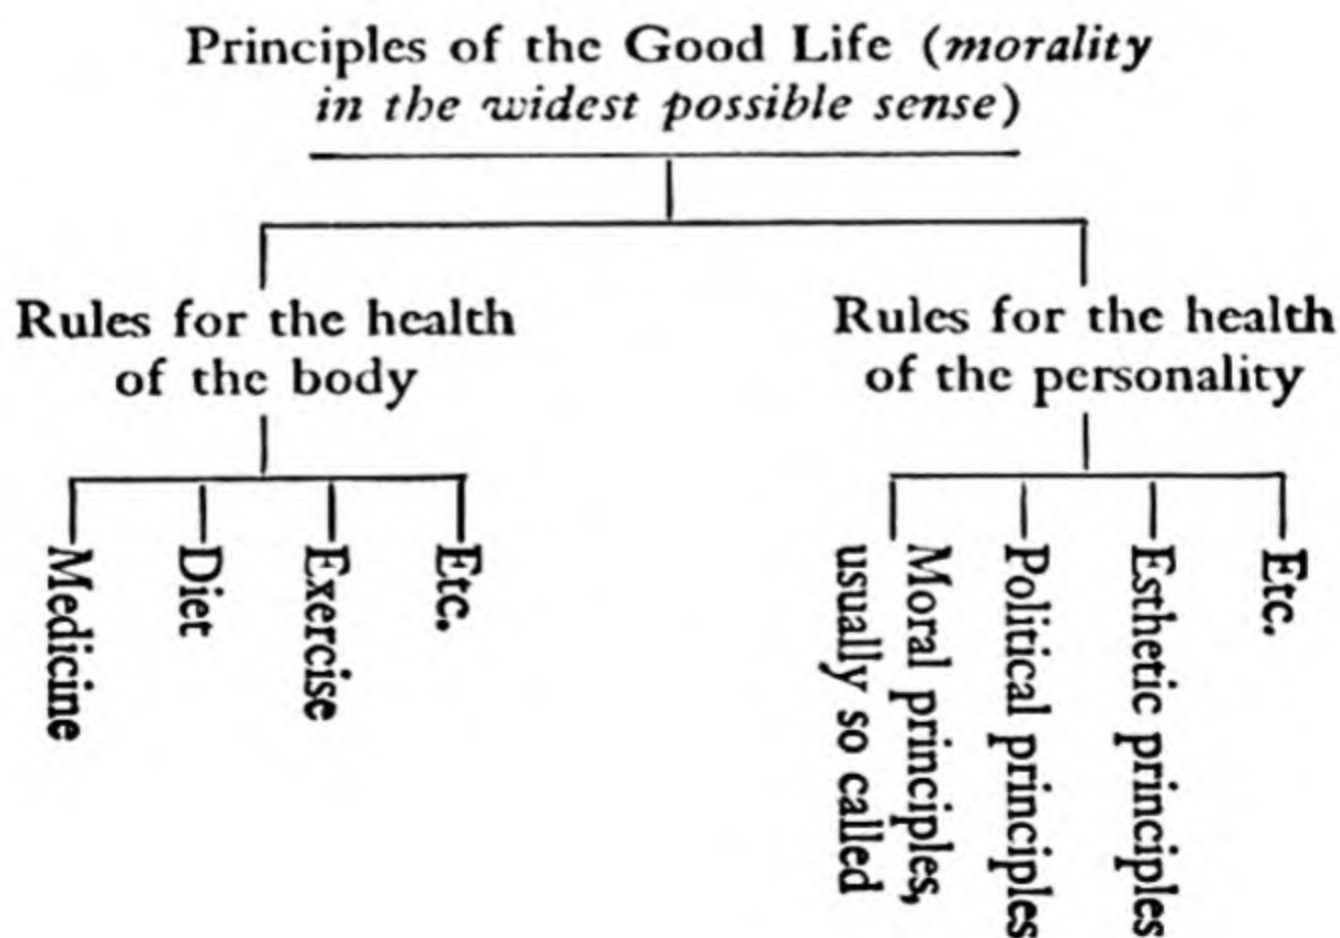 Principles of the Good Life (morality
in the widest possible sense)
Rules for the health
of the body
Rules for the health
of the personality
Medicine
Diet
Exercise
Etc.
Moral principles,
usually so called
Political principles
Esthetic principles
Etc.